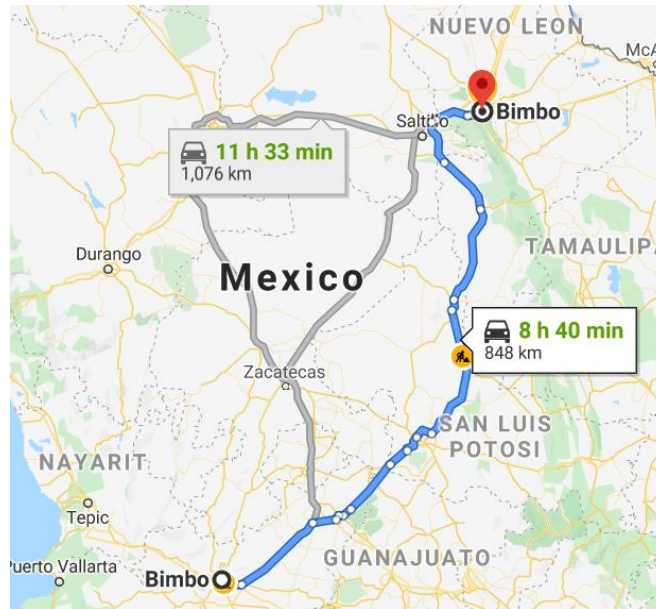 NUEVO LEON
McA
Bimbo
Saltillo
11 h 33 min
1,076 km
Durango
TAMAULIPA
Mexico
8 h 40 min
848 km
Zacatecas
SAN LUIS
POTOSI
NAYARIT
Tepic
GUANAJUATO
Puerto Vallarta
Bimbo